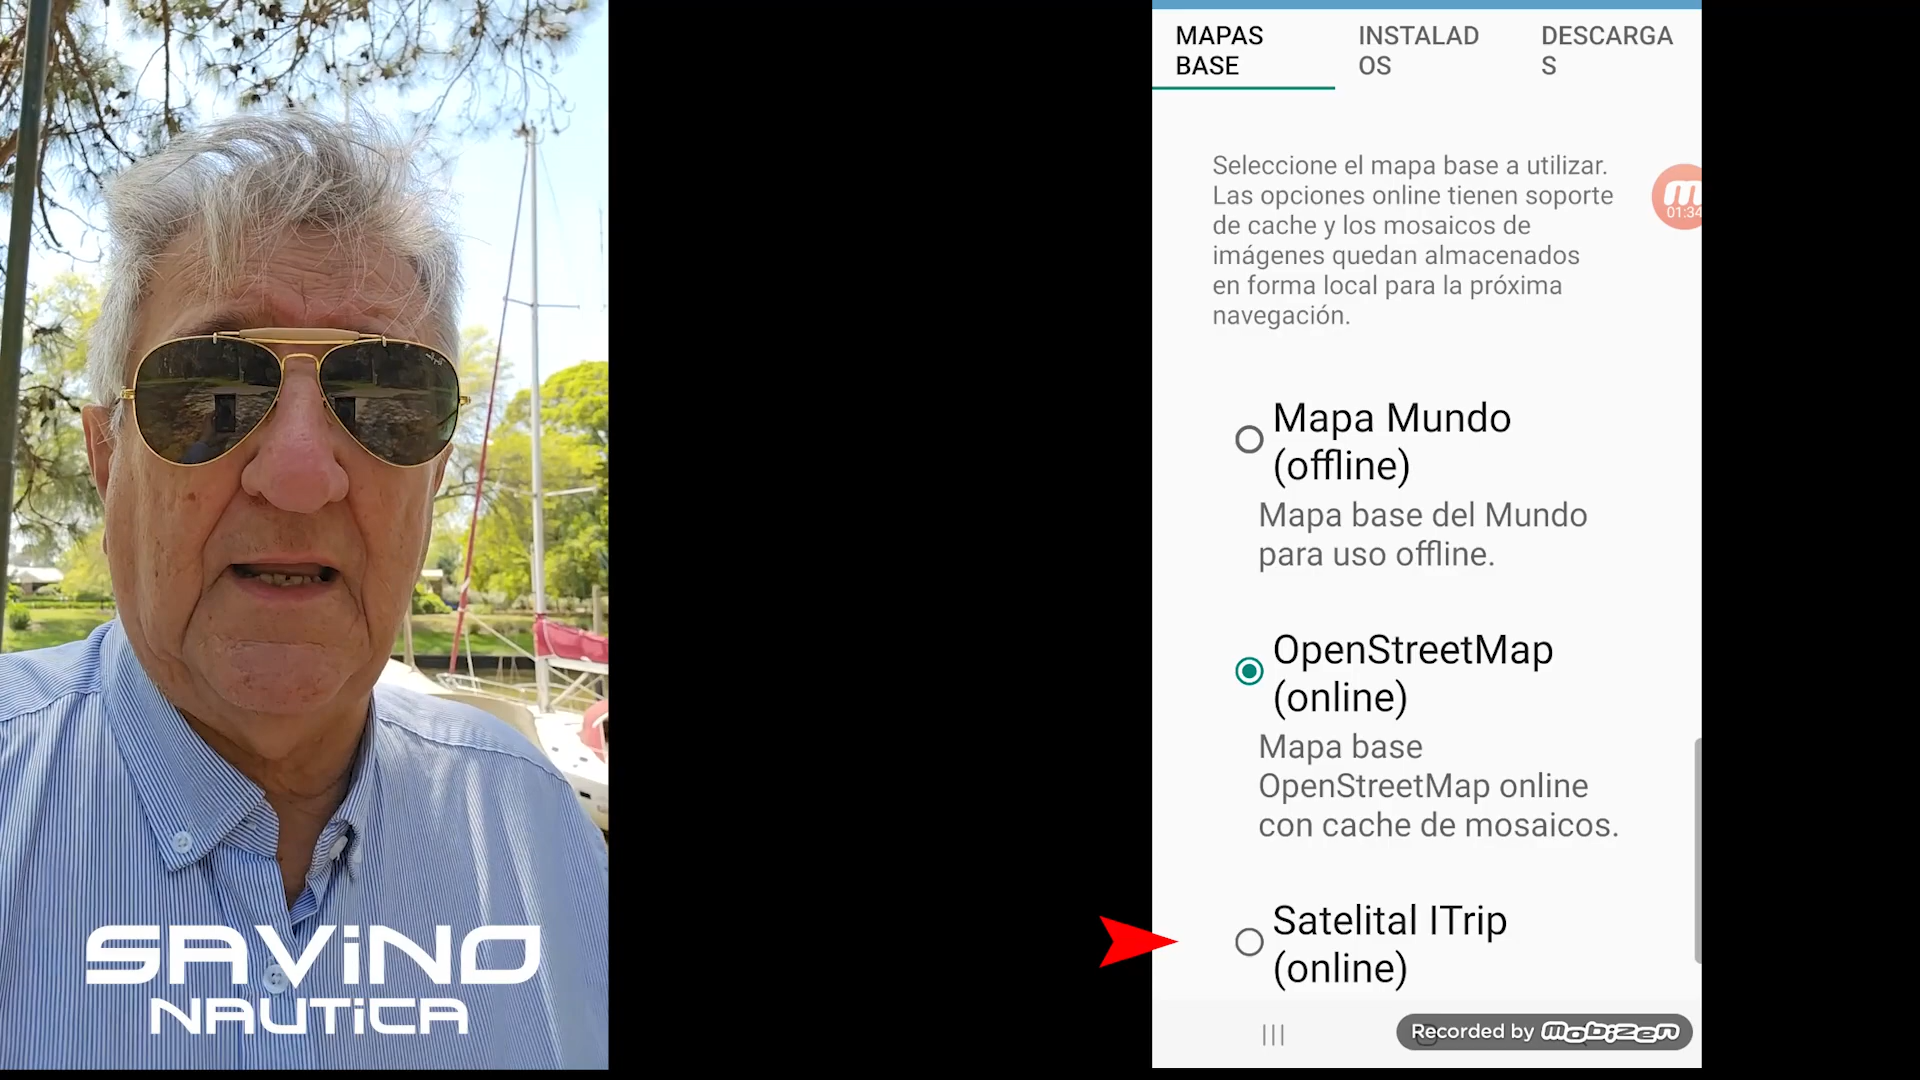 SAViNO
NAUTiCA
MAPAS
BASE
INSTALAD
OS
DESCARGA
S
Seleccione el mapa base a utilizar.
Las opciones online tienen soporte
de cache y los mosaicos de
imágenes quedan almacenados
en forma local para la próxima
navegación.
01:34
Mapa Mundo
(offline)
Mapa base del Mundo
para uso offline.
OpenStreetMap
(online)
Mapa base
OpenStreetMap online
con cache de mosaicos.
Satelital ITrip
(online)
Recorded by mobizen